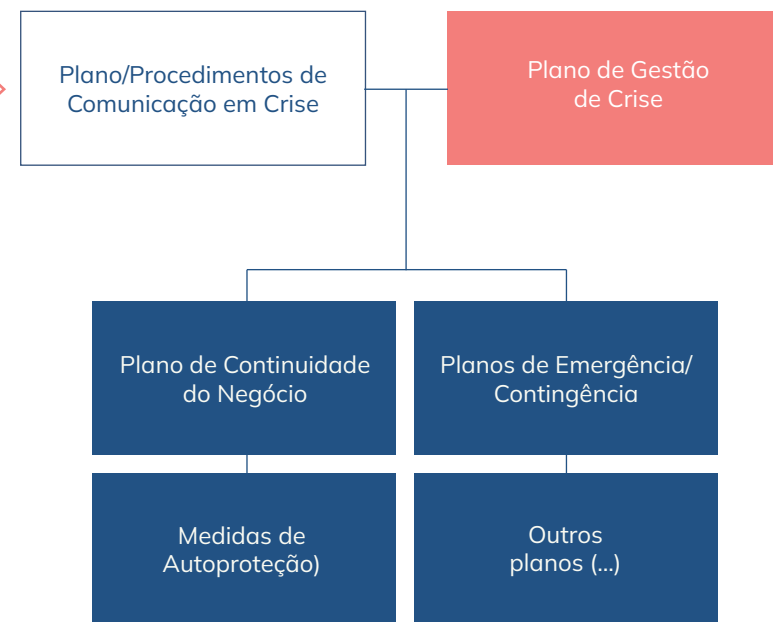 Plano/Procedimentos de
Comunicação em Crise
Plano de Gestão
de Crise
Plano de Continuidade
do Negócio
Planos de Emergência/
Contingência
Medidas de
Autoproteção)
Outros
planos (...)